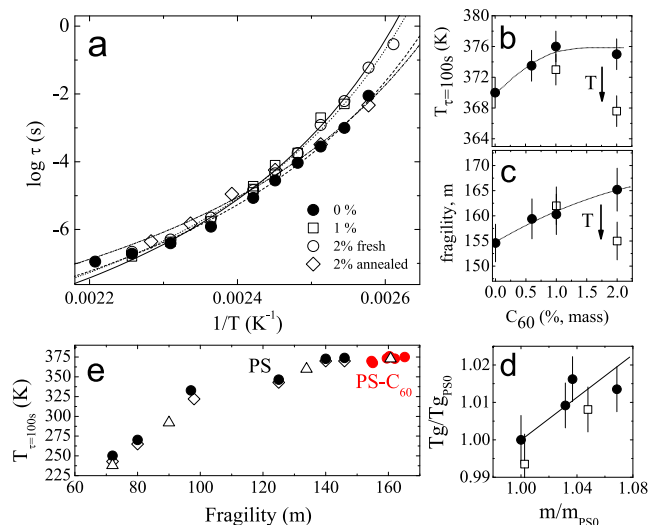 a
log τ (s)
0
-2
-4
-6
0 %
1 %
2% fresh
2% annealed
0.0022
0.0024
0.0026
1/T (K⁻¹)
b
T τ=100s (K)
380
376
372
368
364
T
c
fragility, m
165
160
155
150
T
0.0
0.5
1.0
1.5
2.0
C₆₀ (%, mass)
e
T τ=100s (K)
375
350
325
300
275
250
225
PS
PS-C₆₀
60
80
100
120
140
160
Fragility (m)
d
Tg/Tg PS0
1.02
1.01
1.00
0.99
1.00
1.04
1.08
m/m PS0